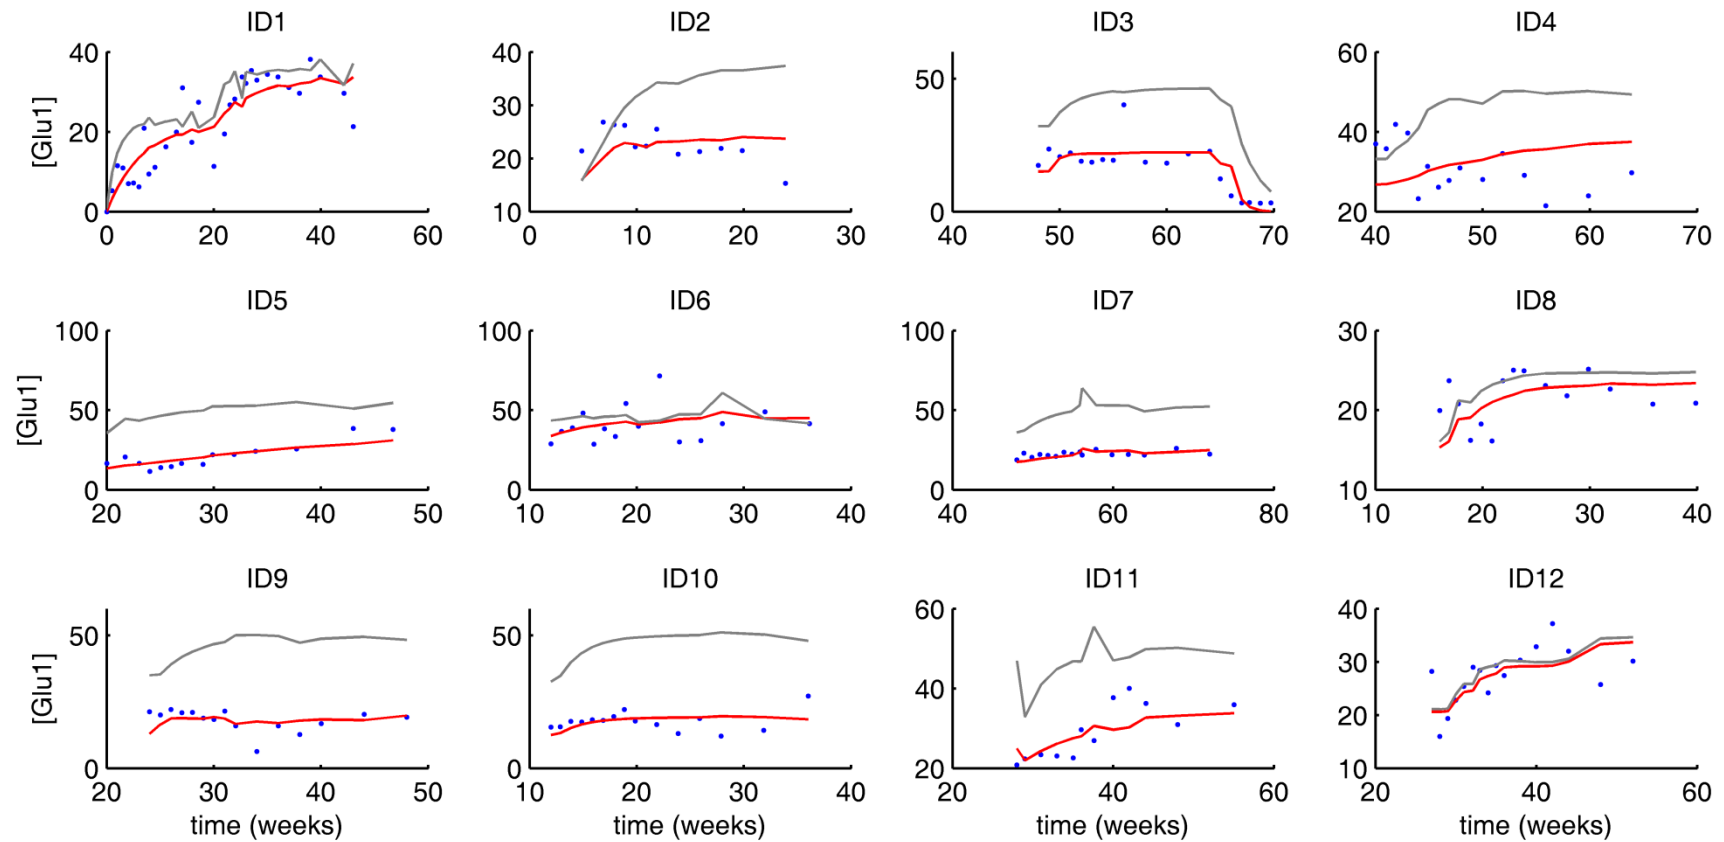 ID1 ID2 ID3 ID4
[Glu1]
40 40 50 60
20 30 0 40
0 20 20
10
0 20 40 60 0 10 20 30 40 50 60 70 40 50 60 70
ID5 ID6 ID7 ID8
[Glu1]
100 100 100 30
50 50 50 20
0 0 0 10
20 30 40 50 10 20 30 40 40 60 80 10 20 30 40
ID9 ID10 ID11 ID12
[Glu1]
50 50 60 40
0 0 40 30
20 20
10
20 30 40 50 10 20 30 40 20 40 60 20 40 60
time (weeks) time (weeks) time (weeks) time (weeks)